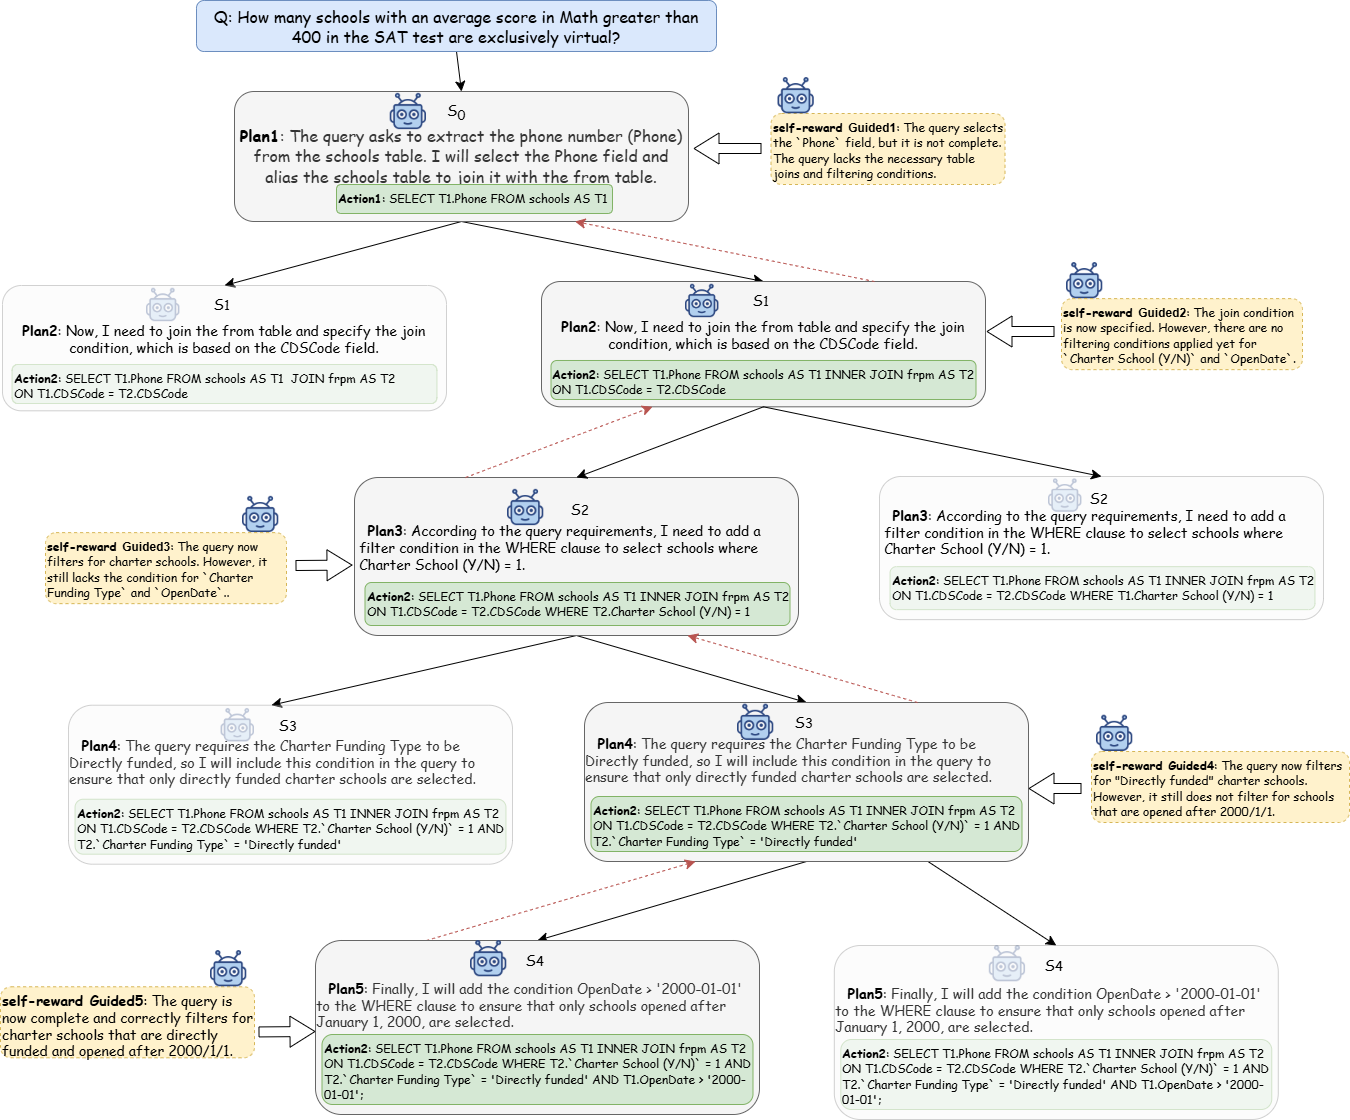 Q: How many schools with an average score in Math greater than
400 in the SAT test are exclusively virtual?
S0
Plan1: The query asks to extract the phone number (Phone)
from the schools table. I will select the Phone field and
alias the schools table to join it with the from table.
Action1: SELECT T1.Phone FROM schools AS T1
self-reward Guided1: The query selects
the `Phone` field, but it is not complete.
The query lacks the necessary table
joins and filtering conditions.
S1
Plan2: Now, I need to join the from table and specify the join
condition, which is based on the CDSCode field.
Action2: SELECT T1.Phone FROM schools AS T1  JOIN frpm AS T2
ON T1.CDSCode = T2.CDSCode
S1
Plan2: Now, I need to join the from table and specify the join
condition, which is based on the CDSCode field.
Action2: SELECT T1.Phone FROM schools AS T1 INNER JOIN frpm AS T2
ON T1.CDSCode = T2.CDSCode
self-reward Guided2: The join condition
is now specified. However, there are no
filtering conditions applied yet for
`Charter School (Y/N)` and `OpenDate`.
self-reward Guided3: The query now
filters for charter schools. However, it
still lacks the condition for `Charter
Funding Type` and `OpenDate`..
S2
Plan3: According to the query requirements, I need to add a
filter condition in the WHERE clause to select schools where
Charter School (Y/N) = 1.
Action2: SELECT T1.Phone FROM schools AS T1 INNER JOIN frpm AS T2
ON T1.CDSCode = T2.CDSCode WHERE T2.Charter School (Y/N) = 1
S2
Plan3: According to the query requirements, I need to add a
filter condition in the WHERE clause to select schools where
Charter School (Y/N) = 1.
Action2: SELECT T1.Phone FROM schools AS T1 INNER JOIN frpm AS T2
ON T1.CDSCode = T2.CDSCode WHERE T1.Charter School (Y/N) = 1
S3
Plan4: The query requires the Charter Funding Type to be
Directly funded, so I will include this condition in the query to
ensure that only directly funded charter schools are selected.
Action2: SELECT T1.Phone FROM schools AS T1 INNER JOIN frpm AS T2
ON T1.CDSCode = T2.CDSCode WHERE T2.`Charter School (Y/N)` = 1 AND
T2.`Charter Funding Type` = 'Directly funded'
S3
Plan4: The query requires the Charter Funding Type to be
Directly funded, so I will include this condition in the query to
ensure that only directly funded charter schools are selected.
Action2: SELECT T1.Phone FROM schools AS T1 INNER JOIN frpm AS T2
ON T1.CDSCode = T2.CDSCode WHERE T2.`Charter School (Y/N)` = 1 AND
T2.`Charter Funding Type` = 'Directly funded'
self-reward Guided4: The query now filters
for "Directly funded" charter schools.
However, it still does not filter for schools
that are opened after 2000/1/1.
self-reward Guided5: The query is
now complete and correctly filters for
charter schools that are directly
funded and opened after 2000/1/1.
S4
Plan5: Finally, I will add the condition OpenDate > '2000-01-01'
to the WHERE clause to ensure that only schools opened after
January 1, 2000, are selected.
Action2: SELECT T1.Phone FROM schools AS T1 INNER JOIN frpm AS T2
ON T1.CDSCode = T2.CDSCode WHERE T2.`Charter School (Y/N)` = 1 AND
T2.`Charter Funding Type` = 'Directly funded' AND T1.OpenDate > '2000-
01-01';
S4
Plan5: Finally, I will add the condition OpenDate > '2000-01-01'
to the WHERE clause to ensure that only schools opened after
January 1, 2000, are selected.
Action2: SELECT T1.Phone FROM schools AS T1 INNER JOIN frpm AS T2
ON T1.CDSCode = T2.CDSCode WHERE T2.`Charter School (Y/N)` = 1 AND
T2.`Charter Funding Type` = 'Directly funded' AND T1.OpenDate > '2000-
01-01';